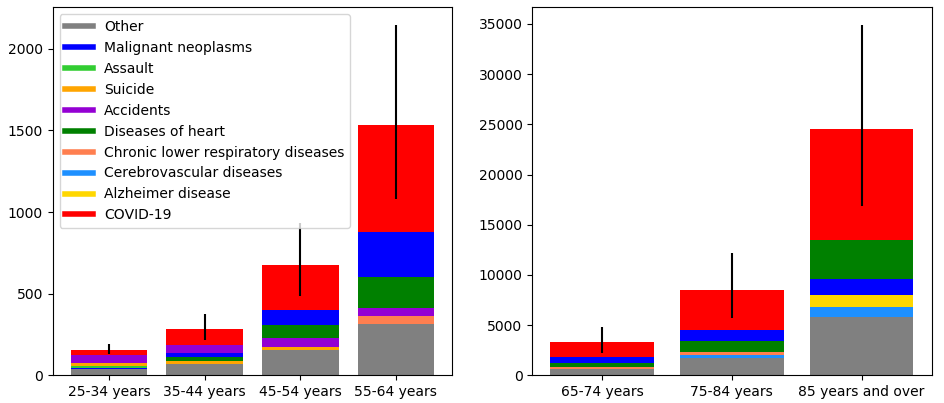 2000
1500
1000
500
0
Other
Malignant neoplasms
Assault
Suicide
Accidents
Diseases of heart
Chronic lower respiratory diseases
Cerebrovascular diseases
Alzheimer disease
COVID-19
25-34 years 35-44 years 45-54 years 55-64 years
35000
30000
25000
20000
15000
10000
5000
0
65-74 years 75-84 years 85 years and over